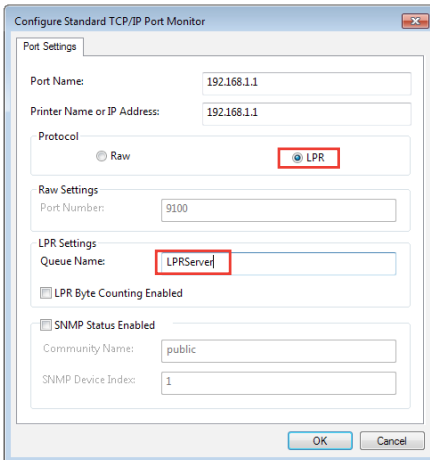 Configure Standard TCP/IP Port Monitor
Port Settings
Port Name: 192.168.1.1
Printer Name or IP Address: 192.168.1.1
Protocol
Raw LPR
Raw Settings
Port Number: 9100
LPR Settings
Queue Name: LPRServer
LPR Byte Counting Enabled
SNMP Status Enabled
Community Name: public
SNMP Device Index: 1
OK Cancel